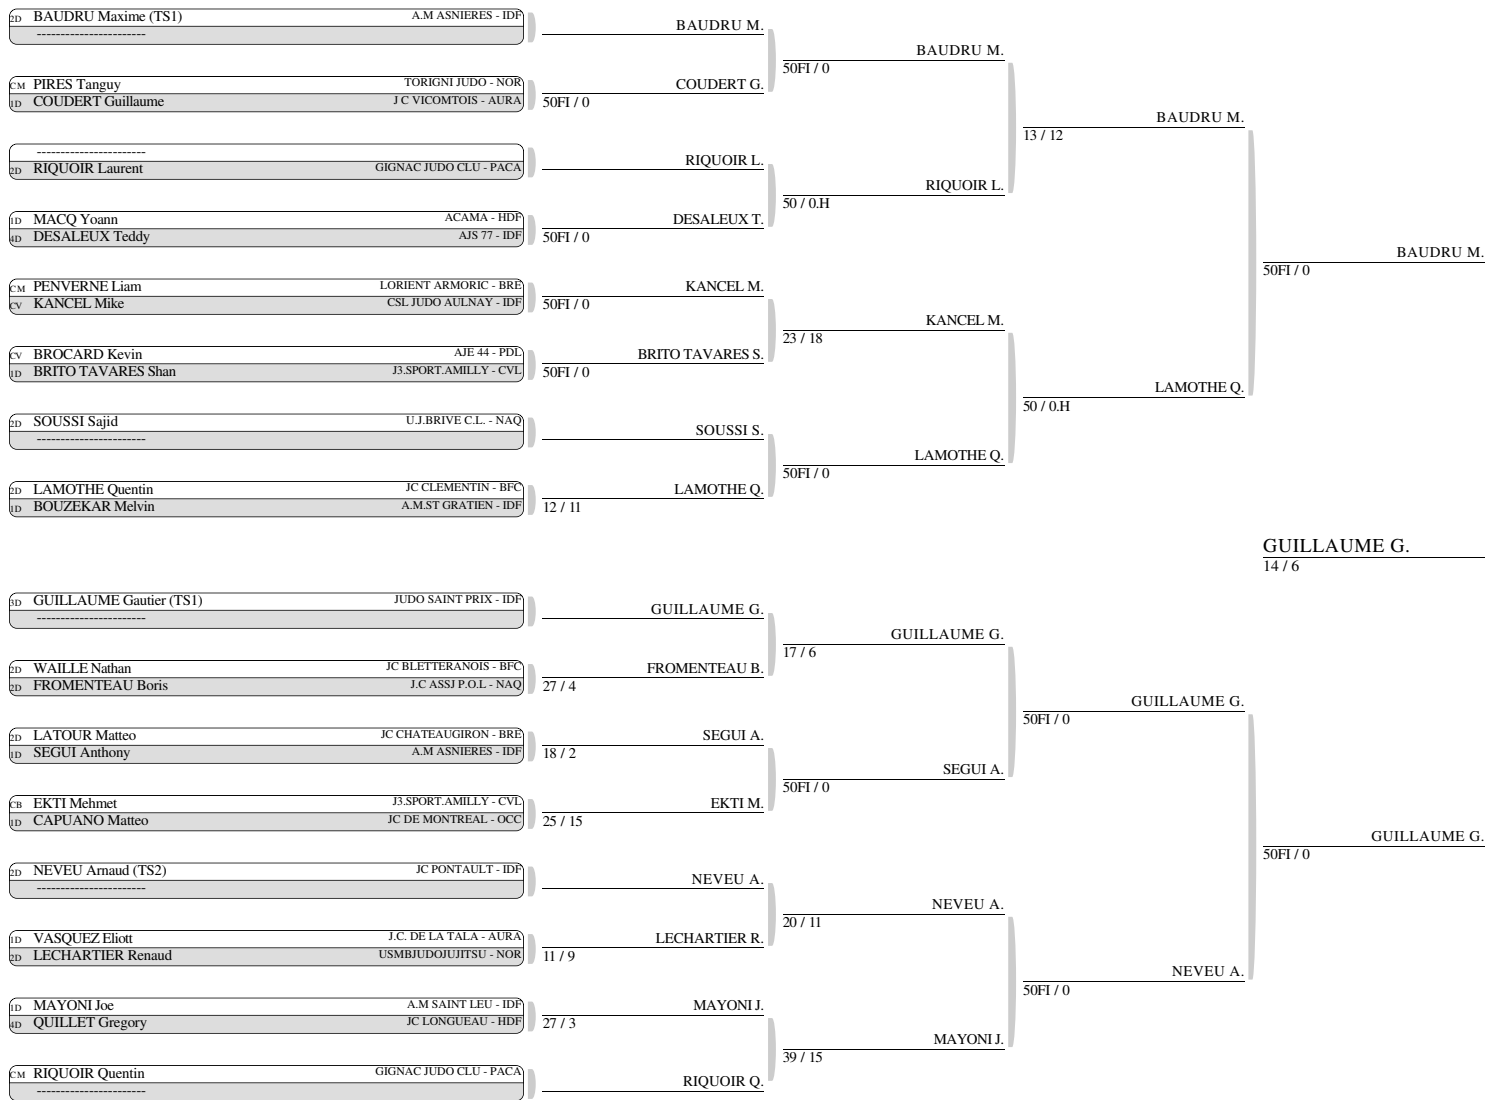 2D BAUDRU Maxime (TS1) A.M ASNIERES - IDF
-----------------------
BAUDRU M.
CM PIRES Tanguy TORIGNI JUDO - NOR
1D COUDERT Guillaume J C VICOMTOIS - AURA
COUDERT G.
50FI / 0
BAUDRU M.
50FI / 0
-----------------------
2D RIQUOIR Laurent GIGNAC JUDO CLU - PACA
RIQUOIR L.
1D MACQ Yoann ACAMA - HDF
4D DESALEUX Teddy AJS 77 - IDF
DESALEUX T.
50FI / 0
RIQUOIR L.
50 / 0.H
BAUDRU M.
13 / 12
CM PENVERNE Liam LORIENT ARMORIC - BRE
CV KANCEL Mike CSL JUDO AULNAY - IDF
KANCEL M.
50FI / 0
CV BROCARD Kevin AJE 44 - PDL
1D BRITO TAVARES Shan J3.SPORT.AMILLY - CVL
BRITO TAVARES S.
50FI / 0
KANCEL M.
23 / 18
2D SOUSSI Sajid U.J.BRIVE C.L. - NAQ
-----------------------
SOUSSI S.
2D LAMOTHE Quentin JC CLEMENTIN - BFC
1D BOUZEKAR Melvin A.M.ST GRATIEN - IDF
LAMOTHE Q.
12 / 11
LAMOTHE Q.
50FI / 0
LAMOTHE Q.
50 / 0.H
BAUDRU M.
50FI / 0
GUILLAUME G.
14 / 6
3D GUILLAUME Gautier (TS1) JUDO SAINT PRIX - IDF
-----------------------
GUILLAUME G.
2D WAILLE Nathan JC BLETTERANOIS - BFC
2D FROMENTEAU Boris J.C ASSJ P.O.L - NAQ
FROMENTEAU B.
27 / 4
GUILLAUME G.
17 / 6
2D LATOUR Matteo JC CHATEAUGIRON - BRE
1D SEGUI Anthony A.M ASNIERES - IDF
SEGUI A.
18 / 2
CB EKTI Mehmet J3.SPORT.AMILLY - CVL
1D CAPUANO Matteo JC DE MONTREAL - OCC
EKTI M.
25 / 15
SEGUI A.
50FI / 0
GUILLAUME G.
50FI / 0
2D NEVEU Arnaud (TS2) JC PONTAULT - IDF
-----------------------
NEVEU A.
1D VASQUEZ Eliott J.C. DE LA TALA - AURA
2D LECHARTIER Renaud USMBJUDOJUJITSU - NOR
LECHARTIER R.
11 / 9
NEVEU A.
20 / 11
1D MAYONI Joe A.M SAINT LEU - IDF
4D QUILLET Gregory JC LONGUEAU - HDF
MAYONI J.
27 / 3
CM RIQUOIR Quentin GIGNAC JUDO CLU - PACA
-----------------------
RIQUOIR Q.
MAYONI J.
39 / 15
NEVEU A.
50FI / 0
GUILLAUME G.
50FI / 0